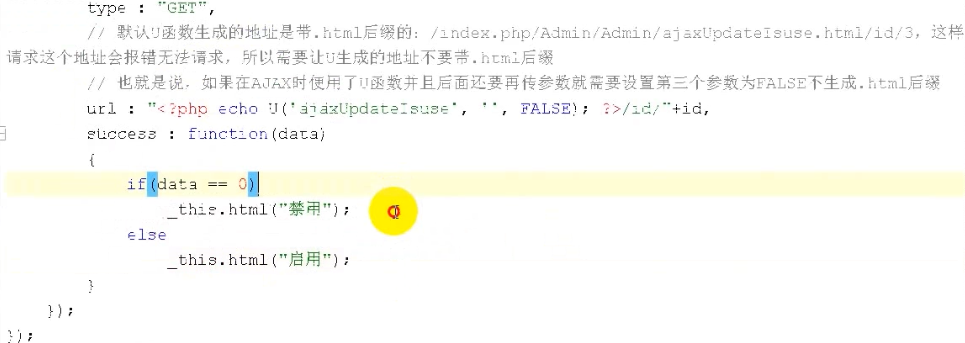 type : "GET",
// 默认U函数生成的地址是带.html后缀的：/index.php/Admin/Admin/ajaxUpdateIsuse.html/id/3，这样
请求这个地址会报错无法请求，所以需要让U生成的地址不要带.html后缀
// 也就是说，如果在AJAX时使用了U函数并且后面还要再传参数就需要设置第三个参数为FALSE不生成.html后缀
url : "<?php echo U('ajaxUpdateIsuse', '', FALSE); ?>/id/"+id,
success : function(data)
{
if(data == 0)
_this.html("禁用");
else
_this.html("启用");
}
});
});